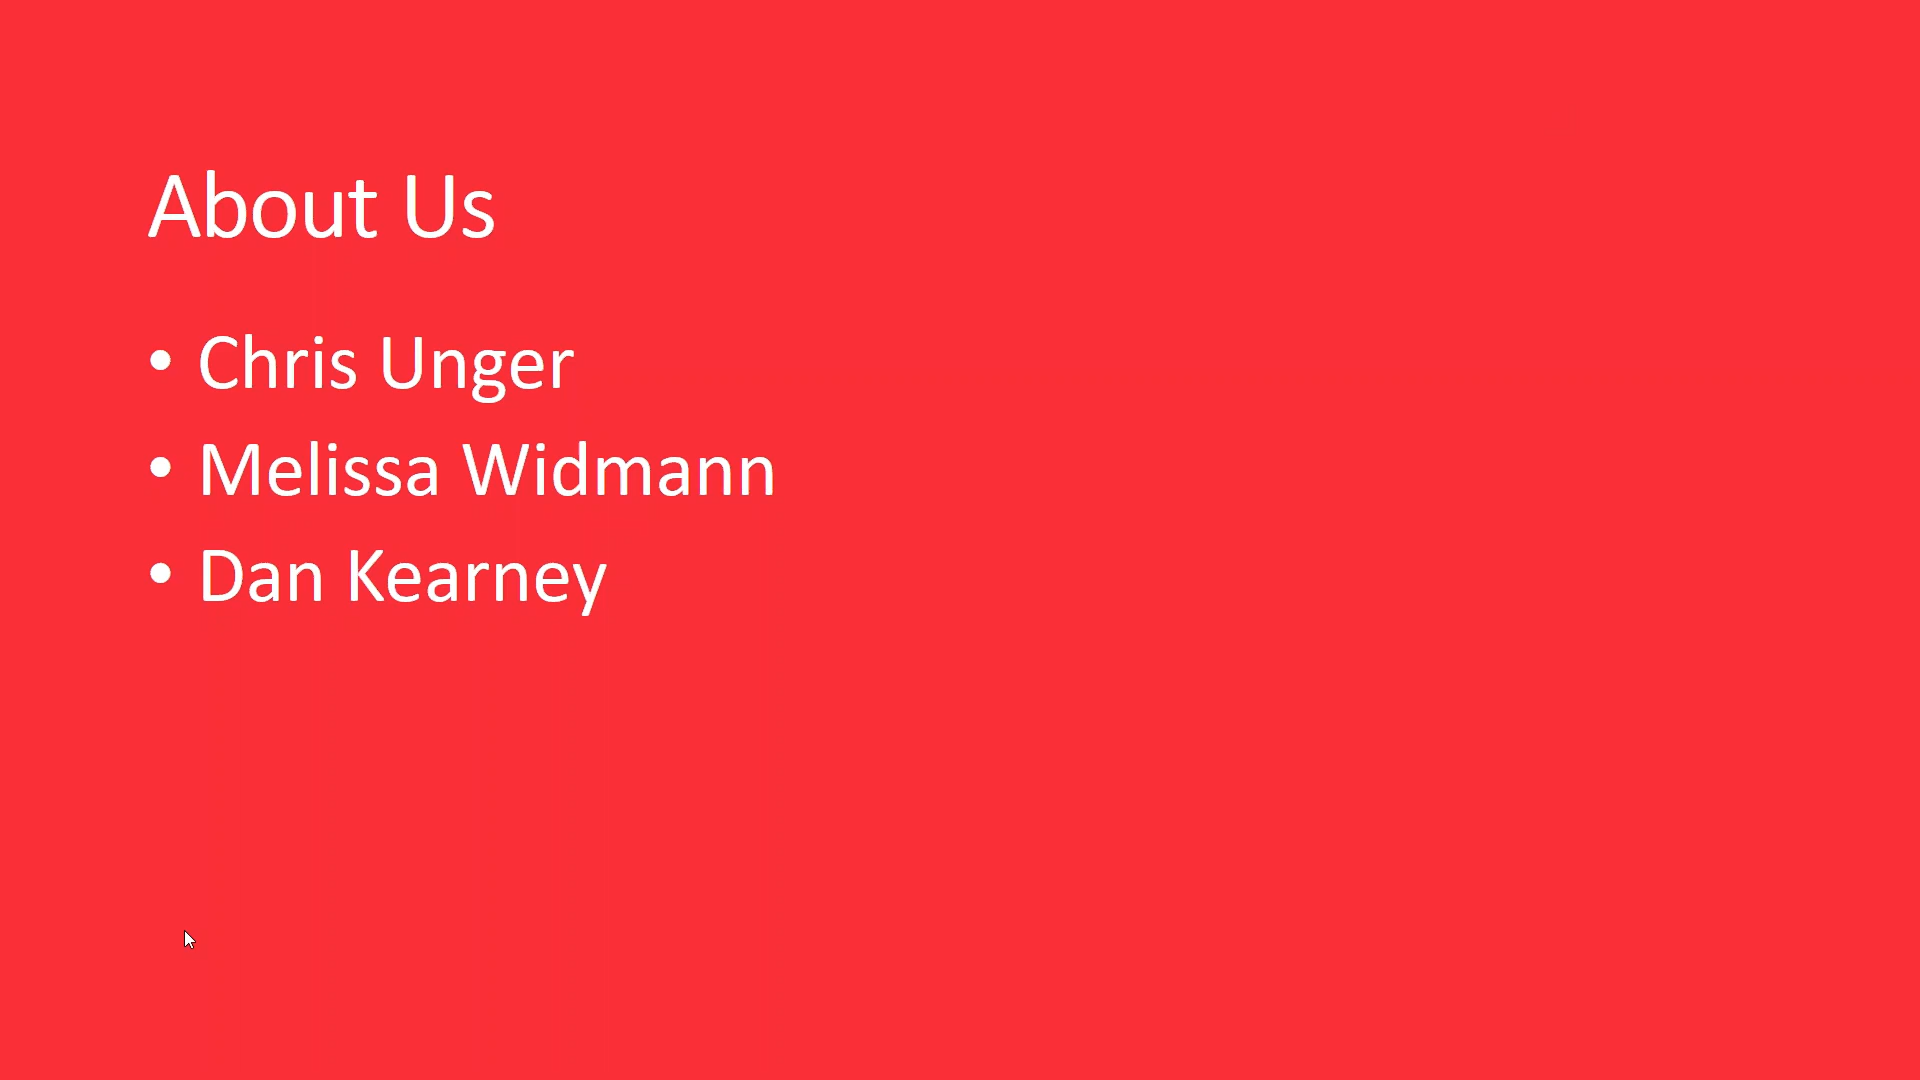 About Us
• Chris Unger
• Melissa Widmann
• Dan Kearney